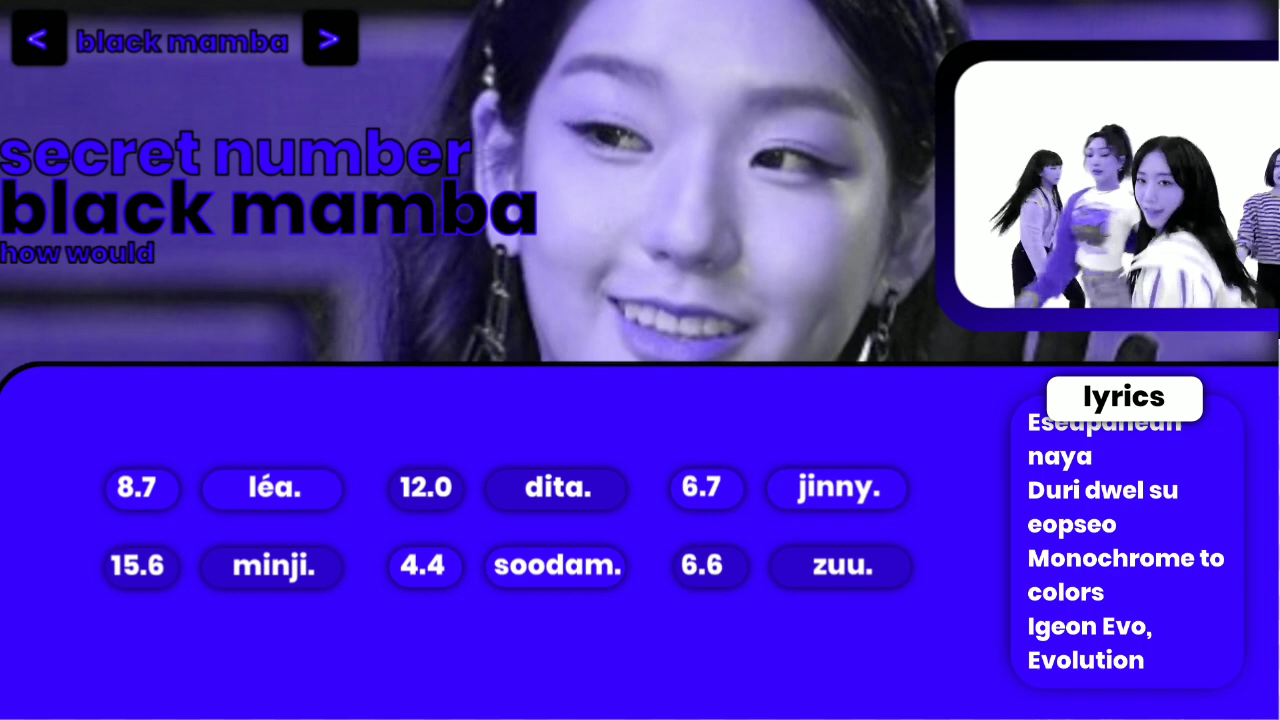 < black mamba >
secret number
black mamba
how would
8.7 léa. 12.0 dita. 6.7 jinny.
15.6 minji. 4.4 soodam. 6.6 zuu.
lyrics
naya
Duri dwel su
eopseo
Monochrome to
colors
Igeon Evo,
Evolution